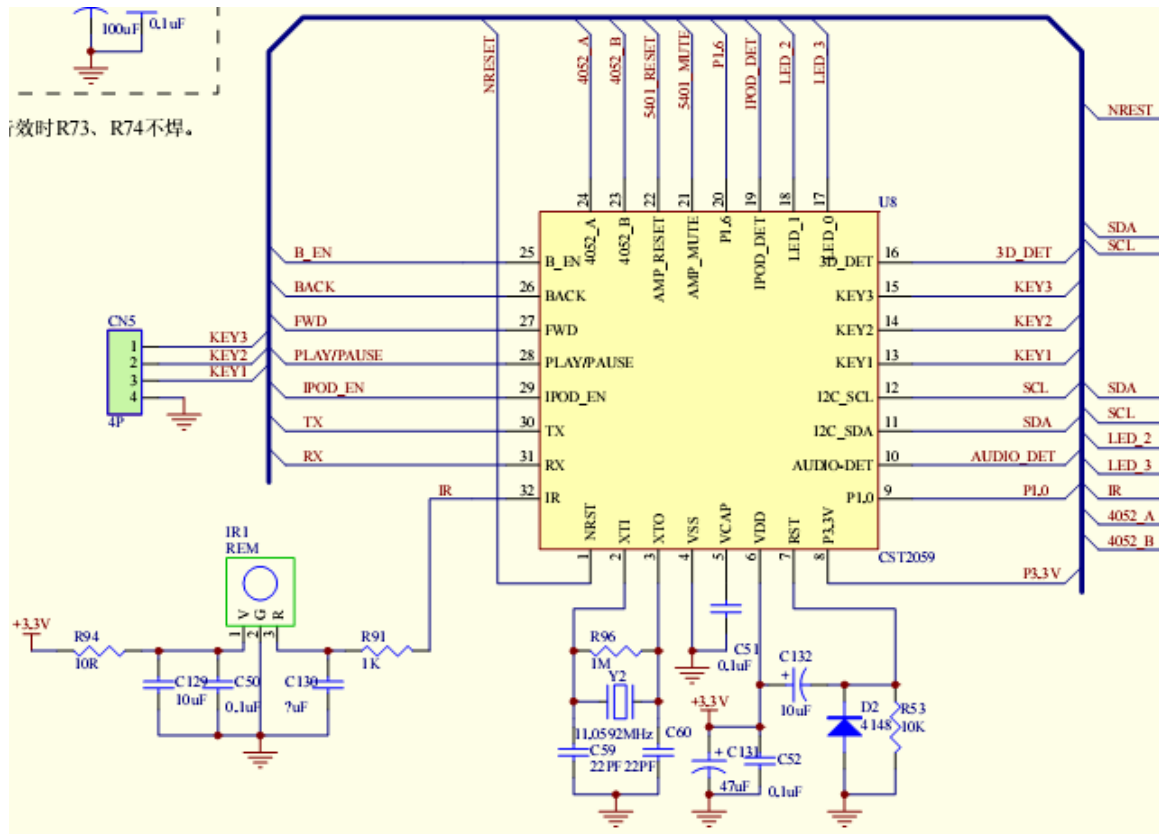 100uF
0.1uF
效时R73、R74不焊。
NRESET
4052_A
4052_B
5401_RESET
5401_MUTE
P1.6
IPOD_DET
LED_2
LED_3
NREST
24
23
22
21
20
19
18
17
U8
4052_A
4052_B
AMP_RESET
AMP_MUTE
P1.6
IPOD_DET
LED_1
LED_0
SDA
SCL
B_EN 25 B_EN 3D_DET 16 3D_DET
BACK 26 BACK KEY3 15 KEY3
FWD 27 FWD KEY2 14 KEY2
PLAY/PAUSE 28 PLAY/PAUSE KEY1 13 KEY1
IPOD_EN 29 IPOD_EN I2C_SCL 12 SCL
TX 30 TX I2C_SDA 11 SDA
RX 31 RX AUDIO-DET 10 AUDIO_DET
IR 32 IR P1.0 9 P1.0
CN5
1 KEY3
2 KEY2
3 KEY1
4
4P
SDA
SCL
LED_2
LED_3
IR
4052_A
4052_B
NRST
XTI
XTO
VSS
VCAP
VDD
RST
P3.3V
1
2
3
4
5
6
7
8
CST2059
P3.3V
IR1
REM
V
G
R
1
2
3
+3.3V
R94
10R
R91
1K
C129
10uF
C50
0.1uF
C130
?uF
R96
1M
Y2
11.0592MHz
C59
22PF
C60
22PF
C51
0.1uF
+3.3V
C131
47uF
C52
0.1uF
C132
10uF
D2
4148
R53
10K